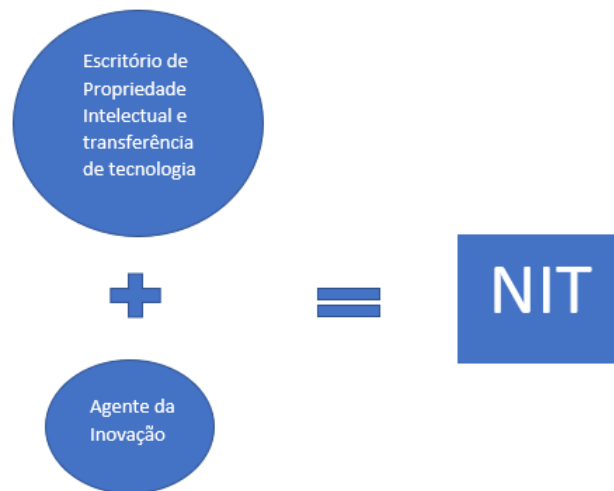 Escritório de
Propriedade
Intelectual e
transferência
de tecnologia
+
=
NIT
Agente da
Inovação